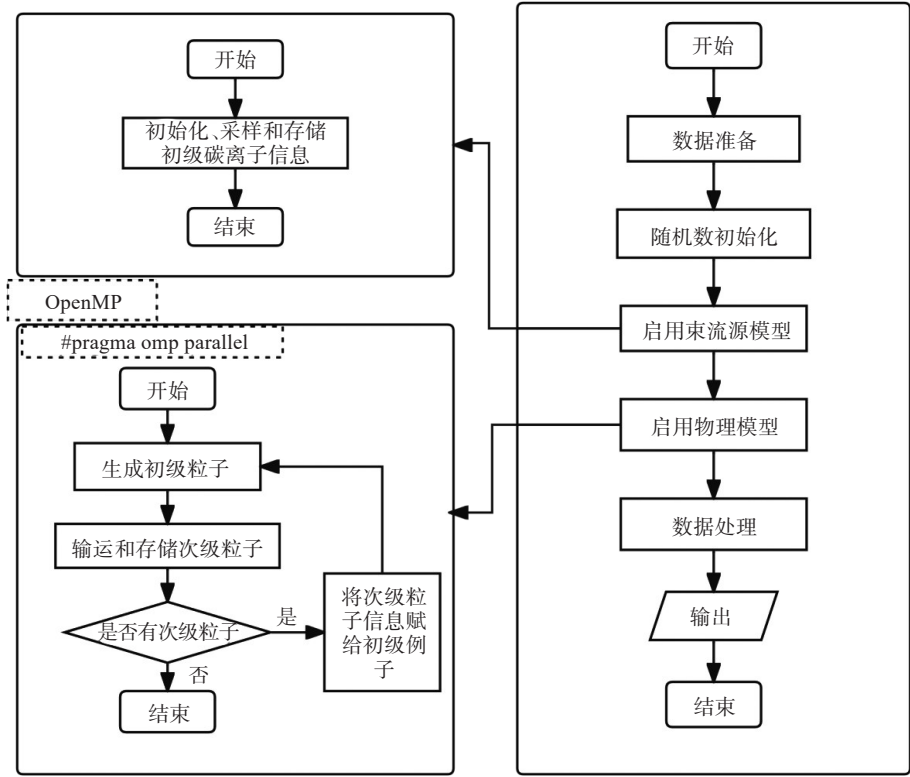 开始
初始化、采样和存储
初级碳离子信息
结束
OpenMP
#pragma omp parallel
开始
生成初级粒子
输运和存储次级粒子
是否有次级粒子
是
否
将次级粒
子信息赋
给初级例
子
结束
开始
数据准备
随机数初始化
启用束流源模型
启用物理模型
数据处理
输出
结束